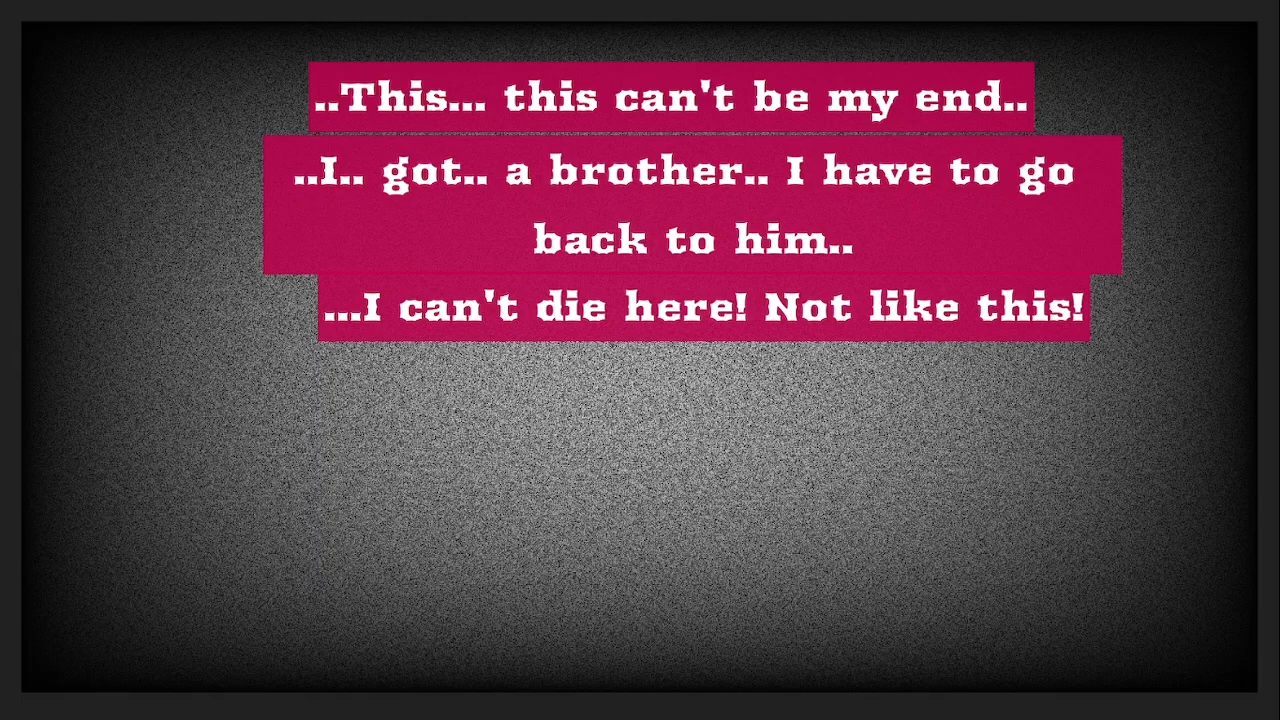 ..This... this can't be my end..
..I.. got.. a brother.. I have to go
back to him..
...I can't die here! Not like this!